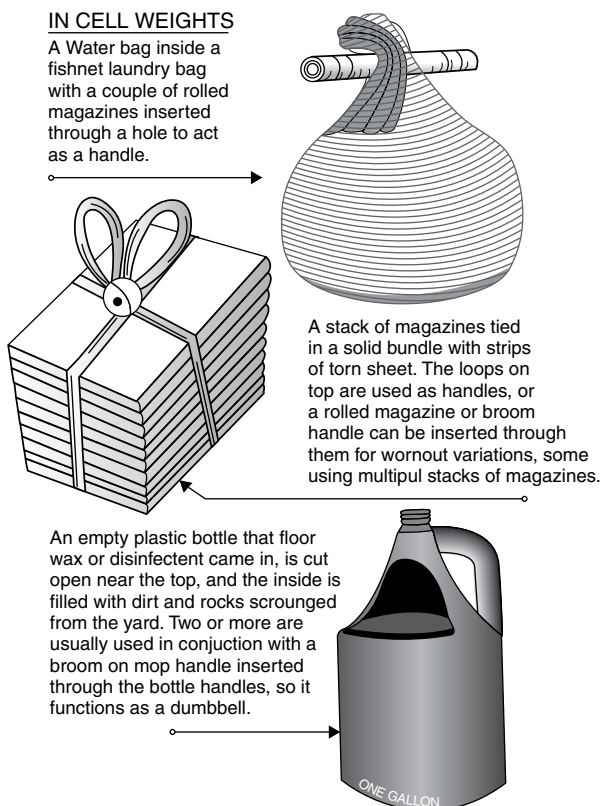 IN CELL WEIGHTS
A Water bag inside a
fishnet laundry bag
with a couple of rolled
magazines inserted
through a hole to act
as a handle.
A stack of magazines tied
in a solid bundle with strips
of torn sheet. The loops on
top are used as handles, or
a rolled magazine or broom
handle can be inserted through
them for wornout variations, some
using multipul stacks of magazines.
An empty plastic bottle that floor
wax or disinfectent came in, is cut
open near the top, and the inside is
filled with dirt and rocks scrounged
from the yard. Two or more are
usually used in conjuction with a
broom on mop handle inserted
through the bottle handles, so it
functions as a dumbbell.
ONE GALLON